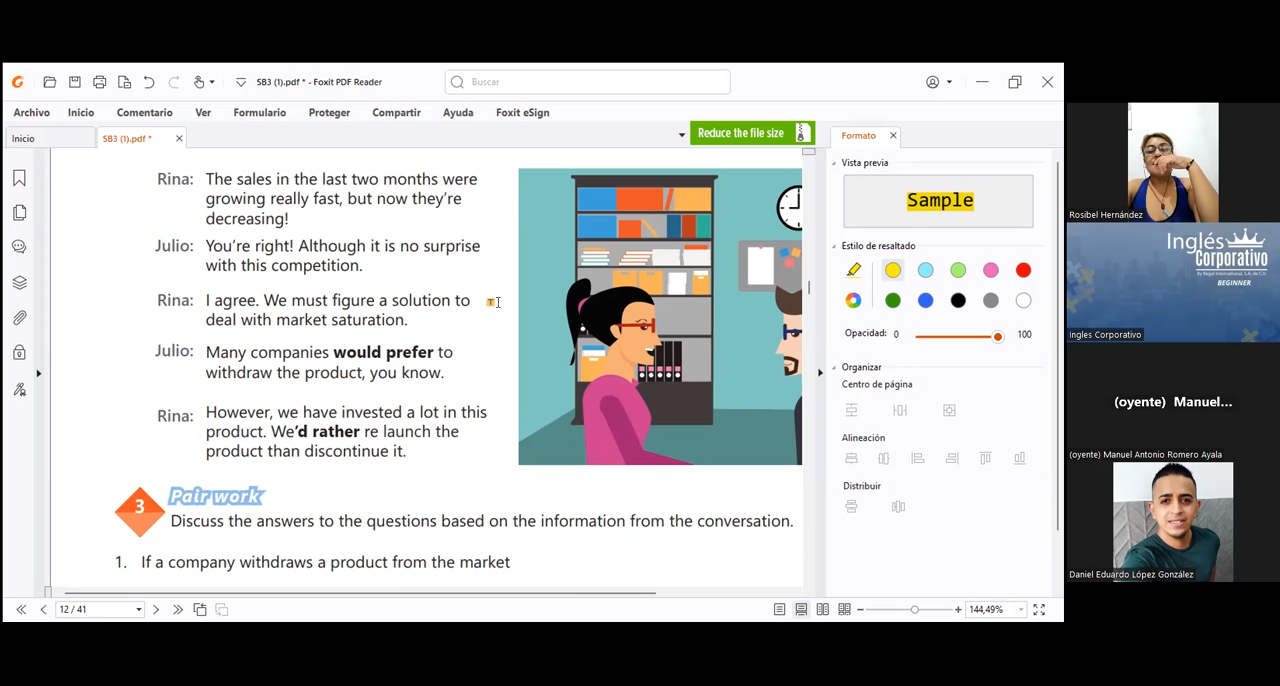 SB3 (1).pdf * - Foxit PDF Reader
Buscar
Archivo Inicio Comentario Ver Formulario Proteger Compartir Ayuda Foxit eSign
Inicio
SB3 (1).pdf *
Reduce the file size
Formato
Rina: The sales in the last two months were
growing really fast, but now they're
decreasing!
Julio: You're right! Although it is no surprise
with this competition.
Rina: I agree. We must figure a solution to
deal with market saturation.
Julio: Many companies would prefer to
withdraw the product, you know.
Rina: However, we have invested a lot in this
product. We'd rather re launch the
product than discontinue it.
3
Pair work
Discuss the answers to the questions based on the information from the conversation.
1. If a company withdraws a product from the market
12 / 41
144,49%
Vista previa
Sample
Estilo de resaltado
Opacidad: 0 100
Organizar
Centro de página
Alineación
Distribuir
Rosibel Hernández
Inglés
Corporativo
By Regal International, S.A. de C.V
BEGINNER
Ingles Corporativo
(oyente) Manuel...
(oyente) Manuel Antonio Romero Ayala
Daniel Eduardo López González